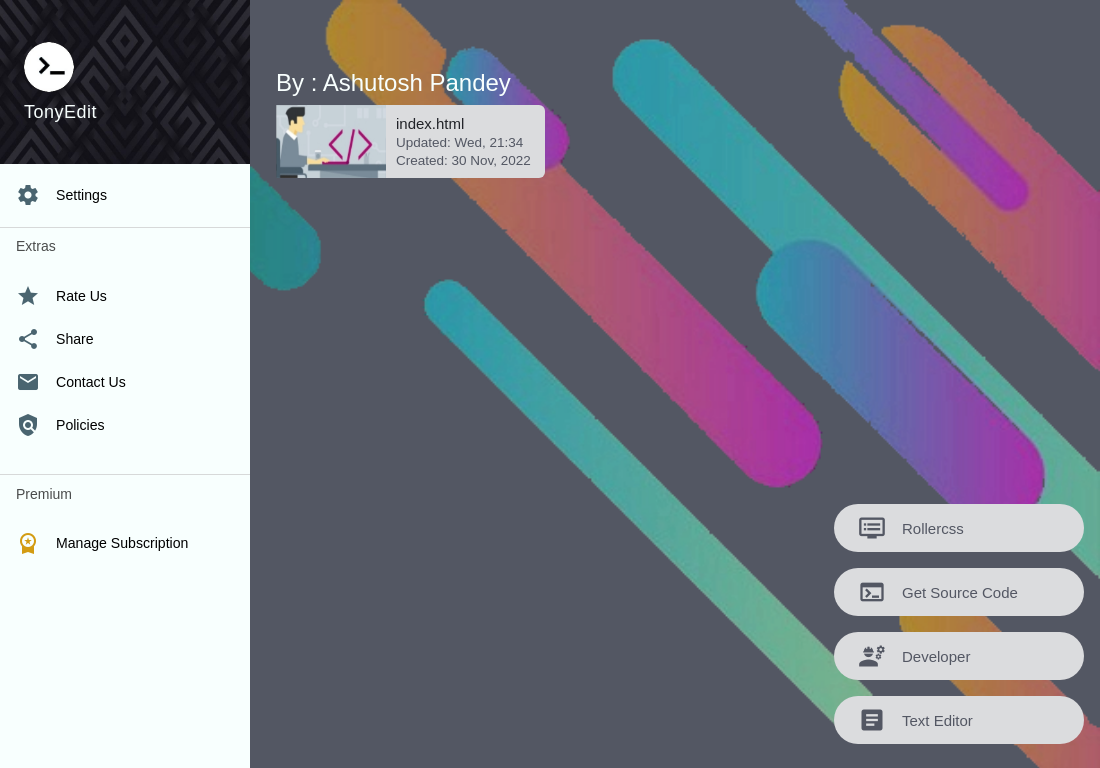 TonyEdit
Settings
Extras
Rate Us
Share
Contact Us
Policies
Premium
Manage Subscription
By : Ashutosh Pandey
index.html
Updated: Wed, 21:34
Created: 30 Nov, 2022
Rollercss
Get Source Code
Developer
Text Editor